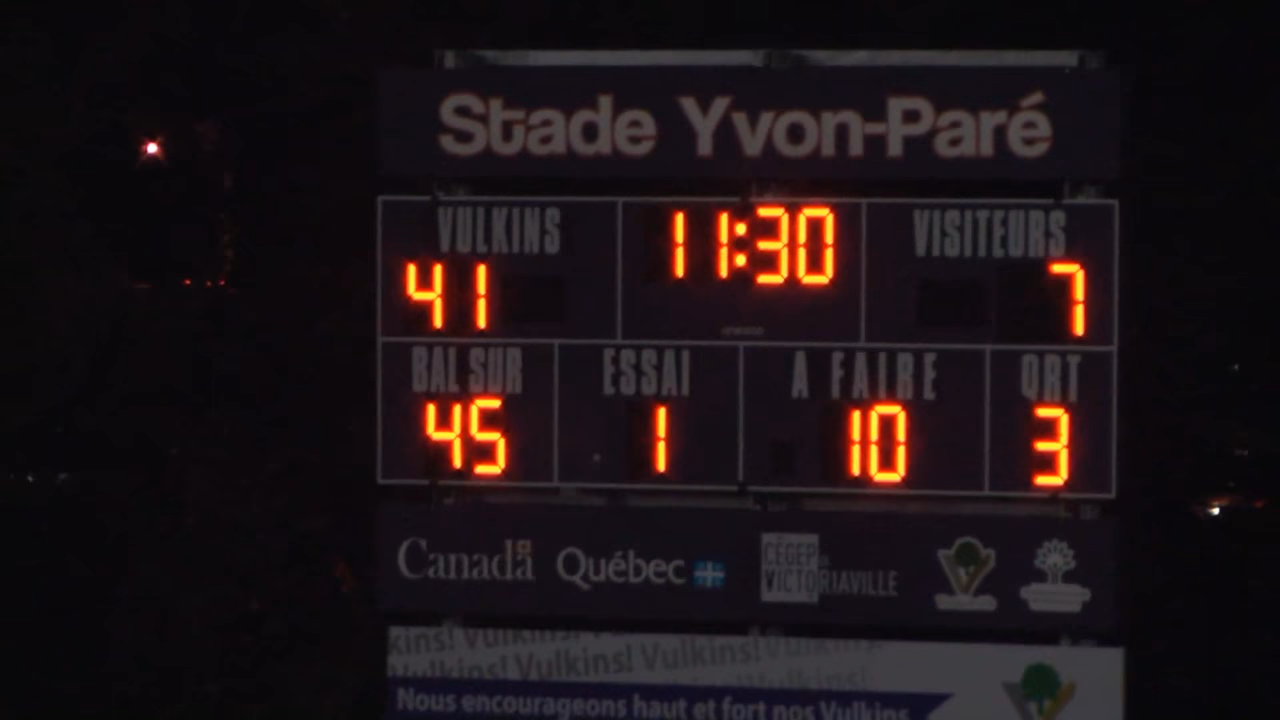 Stade Yvon-Paré
VULKINS 11:30 VISITEURS
41 7
BAL SUR ESSAI A FAIRE QRT
45 1 10 3
Canada Québec CÉGEP DE VICTORIAVILLE
kins! Vulkins!
Vulkins! Vulkins! Vulkins! Vulkins!
Vulkins!
Nous encourageons haut et fort nos Vulkins